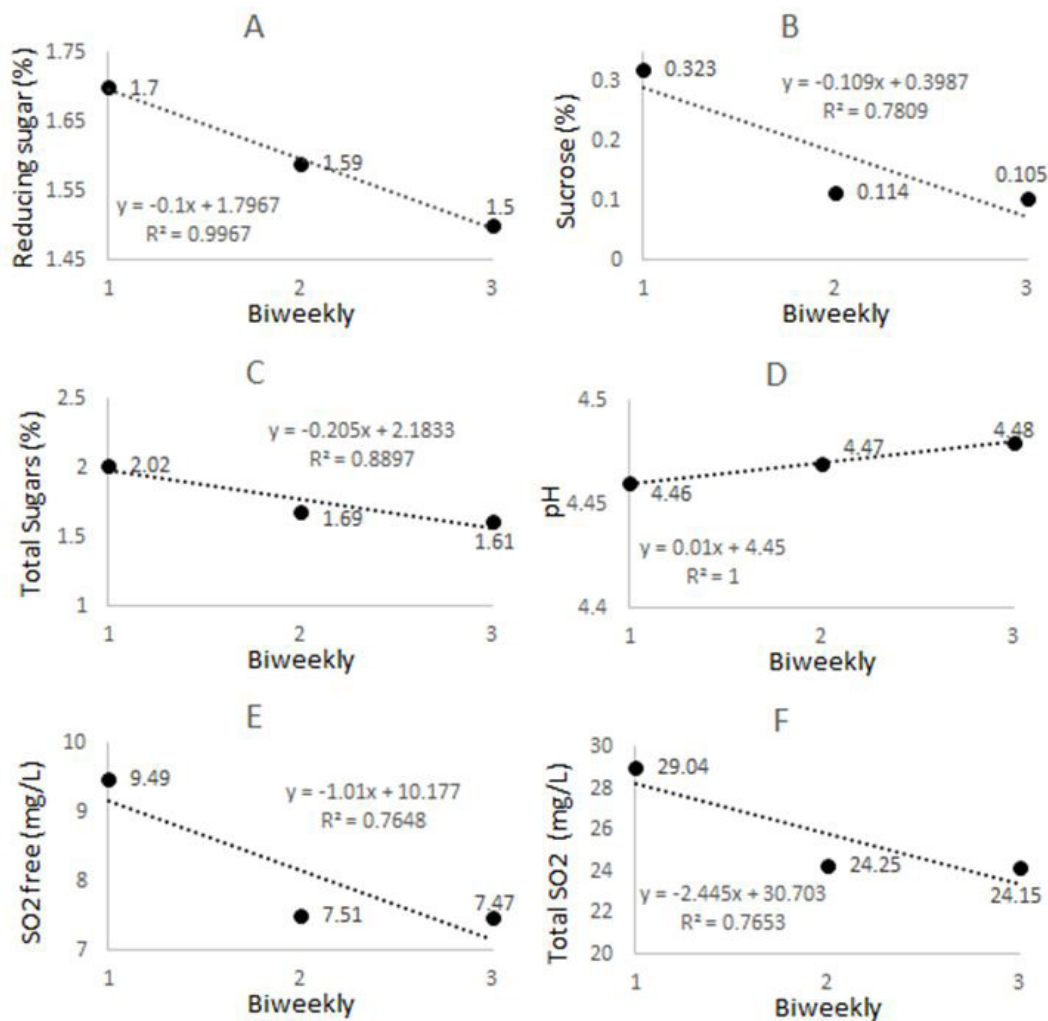 A
Reducing sugar (%)
1.75
1.65
1.55
1.45
1.7
1.59
1.5
y = -0.1x + 1.7967
R² = 0.9967
1
2
3
Biweekly
B
Sucrose (%)
0.3
0.2
0.1
0
0.323
0.114
0.105
y = -0.109x + 0.3987
R² = 0.7809
1
2
3
Biweekly
C
Total Sugars (%)
2.5
2
1.5
1
2.02
1.69
1.61
y = -0.205x + 2.1833
R² = 0.8897
1
2
3
Biweekly
D
pH
4.5
4.45
4.4
4.46
4.47
4.48
y = 0.01x + 4.45
R² = 1
1
2
3
Biweekly
E
SO2free (mg/L)
10
9
8
7
9.49
7.51
7.47
y = -1.01x + 10.177
R² = 0.7648
1
2
3
Biweekly
F
Total SO2 (mg/L)
30
28
26
24
22
20
29.04
24.25
24.15
y = -2.445x + 30.703
R² = 0.7653
1
2
3
Biweekly